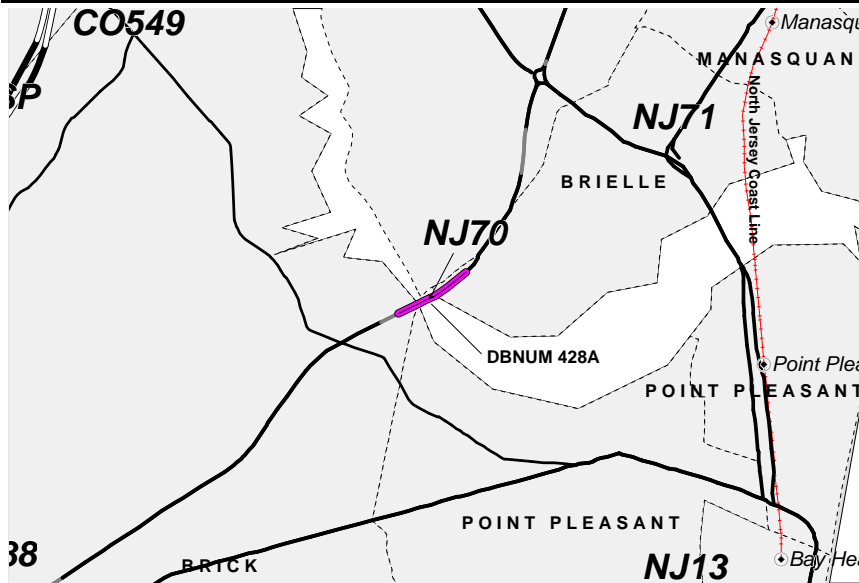 CO549
Manasqu
MANASQUAN
SP
NJ71
North Jersey Coast Line
BRIELLE
NJ70
DBNUM 428A
Point Plea
POINT PLEASANT
POINT PLEASANT
38
BRICK
NJ13
Bay Hea